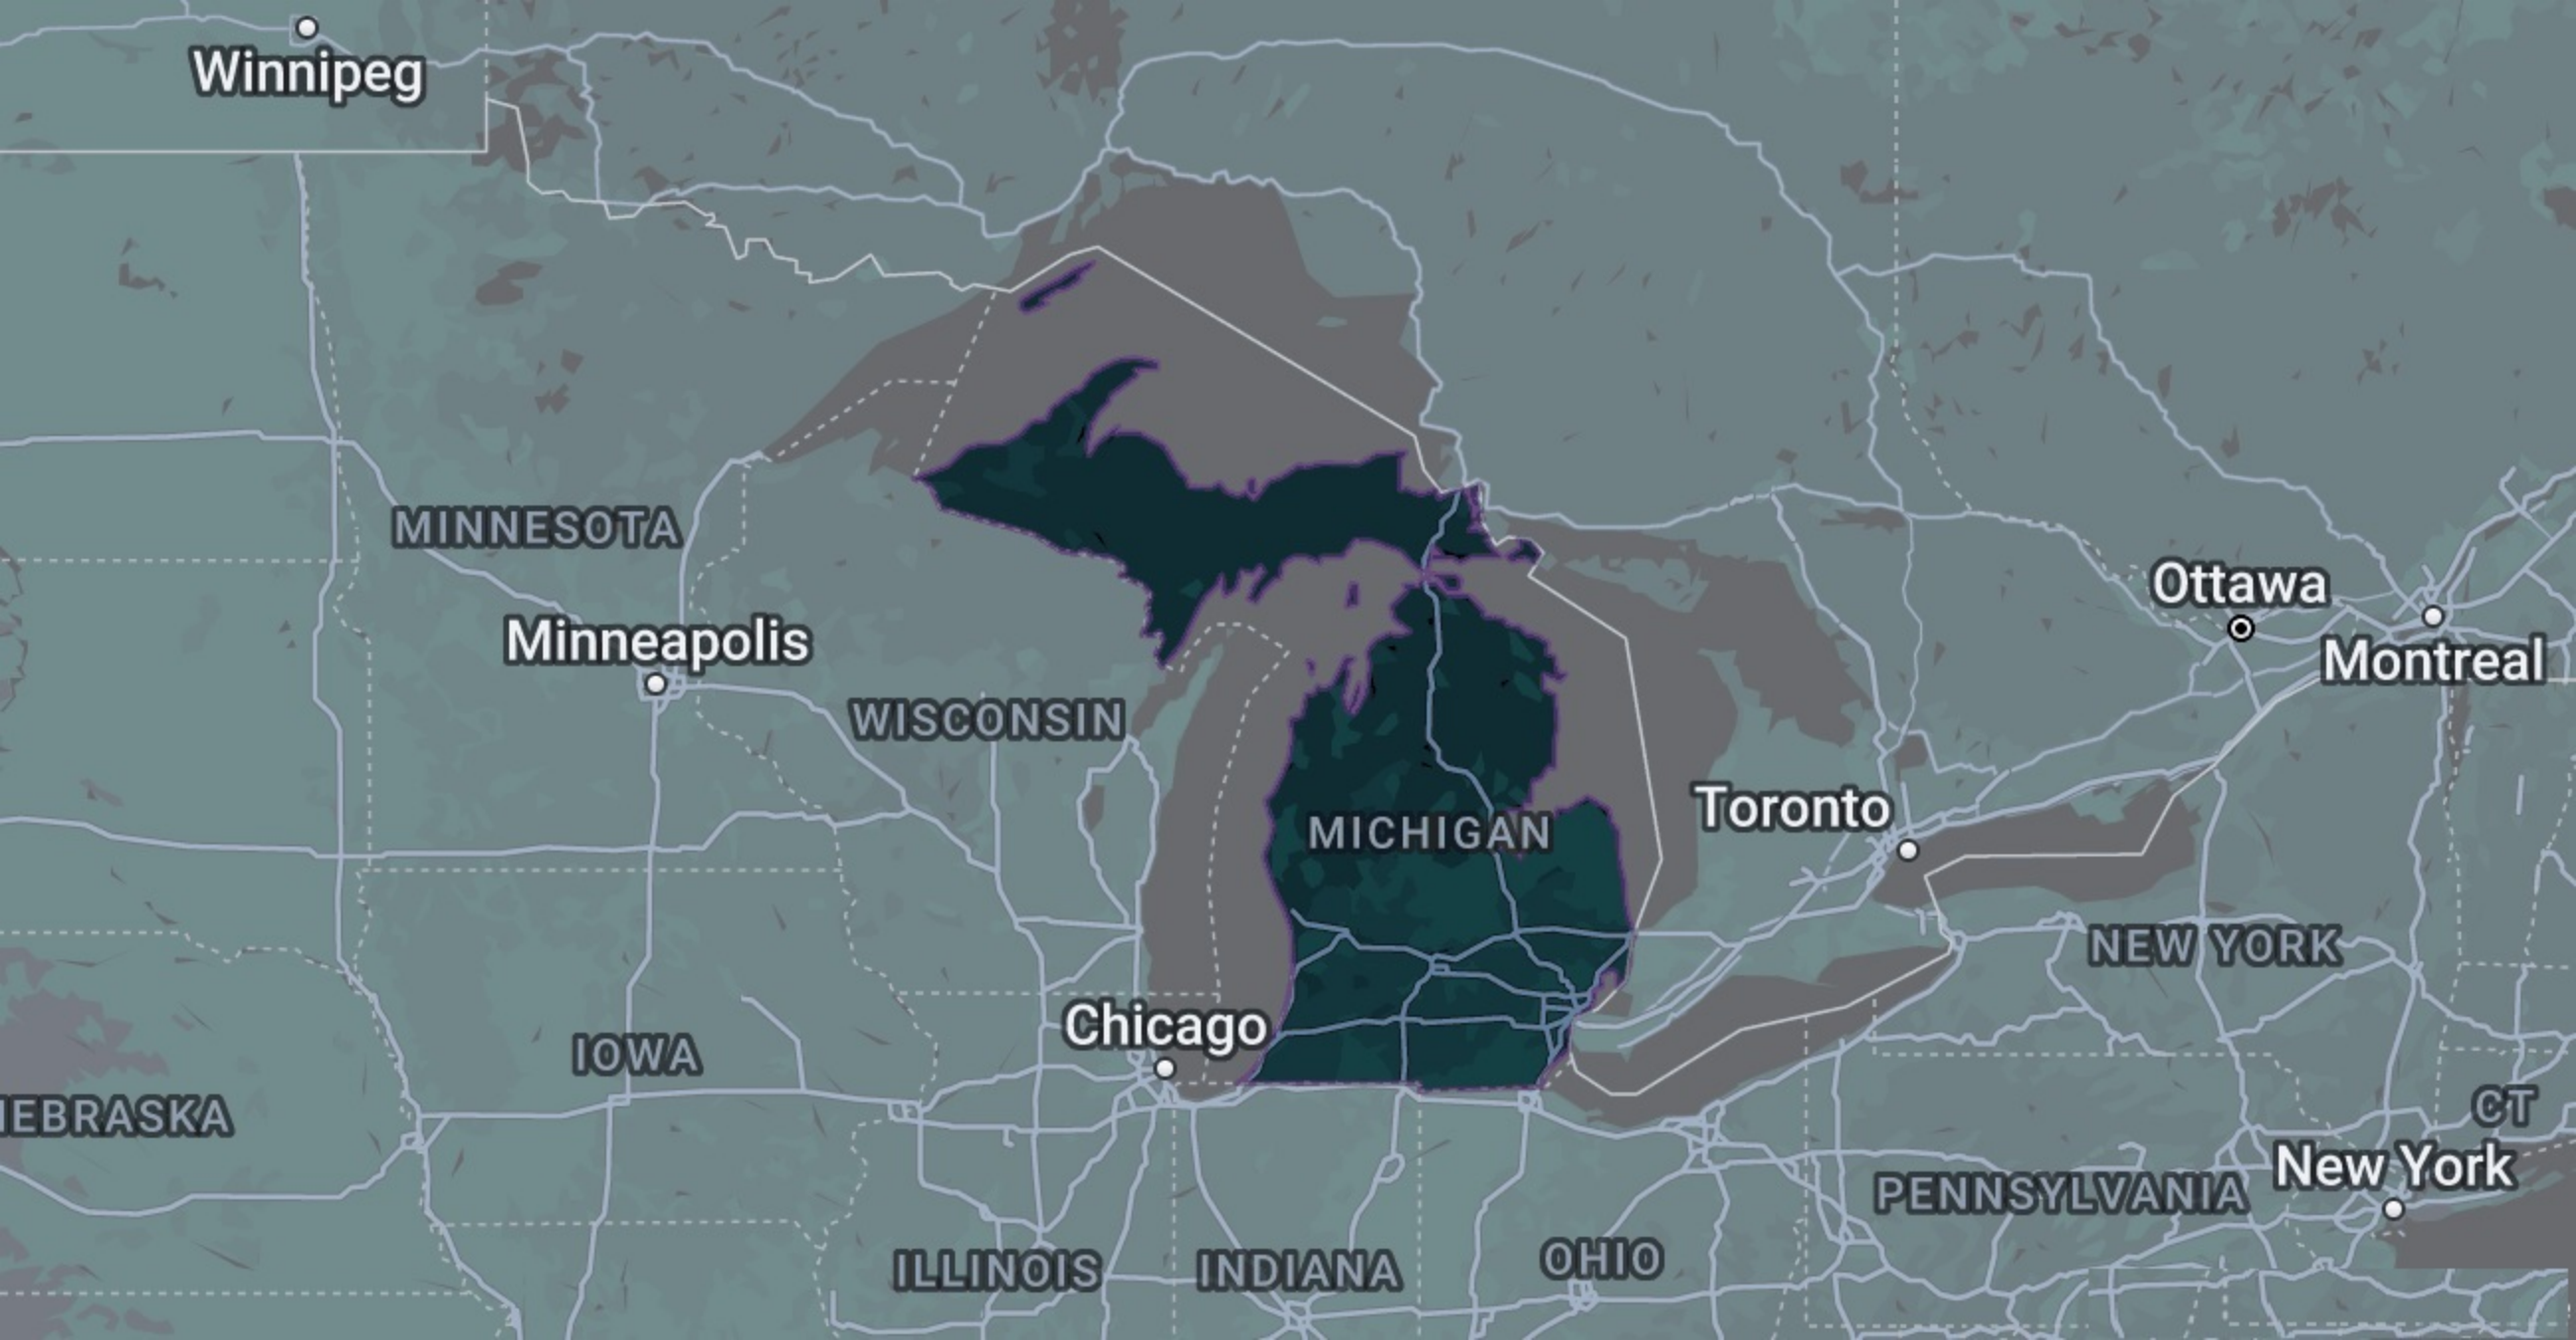 Winnipeg
MINNESOTA
Ottawa
Minneapolis
Montreal
WISCONSIN
Toronto
MICHIGAN
NEW YORK
Chicago
IOWA
EBRASKA
CT
New York
PENNSYLVANIA
ILLINOIS
INDIANA
OHIO